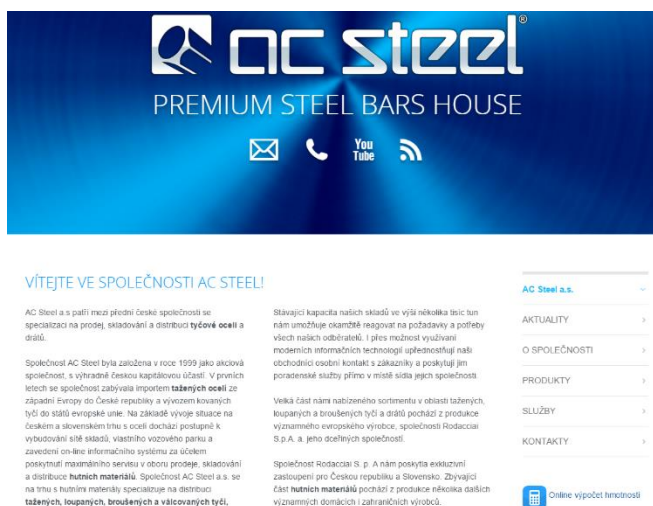 ac steel®
PREMIUM STEEL BARS HOUSE
You
Tube
VÍTEJTE VE SPOLEČNOSTI AC STEEL!
AC Steel a.s patří mezi přední české společnosti se
specializaci na prodej, skladování a distribuci tyčové oceli a
drátů.
Společnost AC Steel byla založena v roce 1999 jako akciová
společnost, s výhradně českou kapitálovou účastí. V prvních
letech se společnost zabývala importem tažených ocelí ze
západní Evropy do České republiky a vývozem kovaných
tyčí do států evropské unie. Na základě vývoje situace na
českém a slovenském trhu s ocelí dochází postupně k
vybudování sítě skladů, vlastního vozového parku a
zavedení on-line informačního systému za účelem
poskytnutí maximálního servisu v oboru prodeje, skladování
a distribuce hutních materiálů. Společnost AC Steel a.s. se
na trhu s hutními materiály specializuje na distribuci
tažených, loupaných, broušených a válcovaných tyčí,
Stávající kapacita našich skladů ve výši několika tisíc tun
nám umožňuje okamžitě reagovat na požadavky a potřeby
všech našich odběratelů. I přes možnost využívaní
moderních informačních technologií upřednostňují naši
obchodníci osobní kontakt s zákazníky a poskytují jim
poradenské služby přímo v místě sídla jejich společnosti.
Velká část námi nabízeného sortimentu v oblasti tažených,
loupaných a broušených tyčí a drátů pochází z produkce
významného evropského výrobce, společnosti Rodacciai
S.p.A. a. jeho dceřiných společností.
Společnost Rodacciai S. p. A nám poskytla exkluzivní
zastoupení pro Českou republiku a Slovensko. Zbývající
část hutních materiálů pochází z produkce několika dalších
významných domácích i zahraničních výrobců.
AC Steel a.s.
AKTUALITY
O SPOLEČNOSTI
PRODUKTY
SLUŽBY
KONTAKTY
Online výpočet hmotnosti